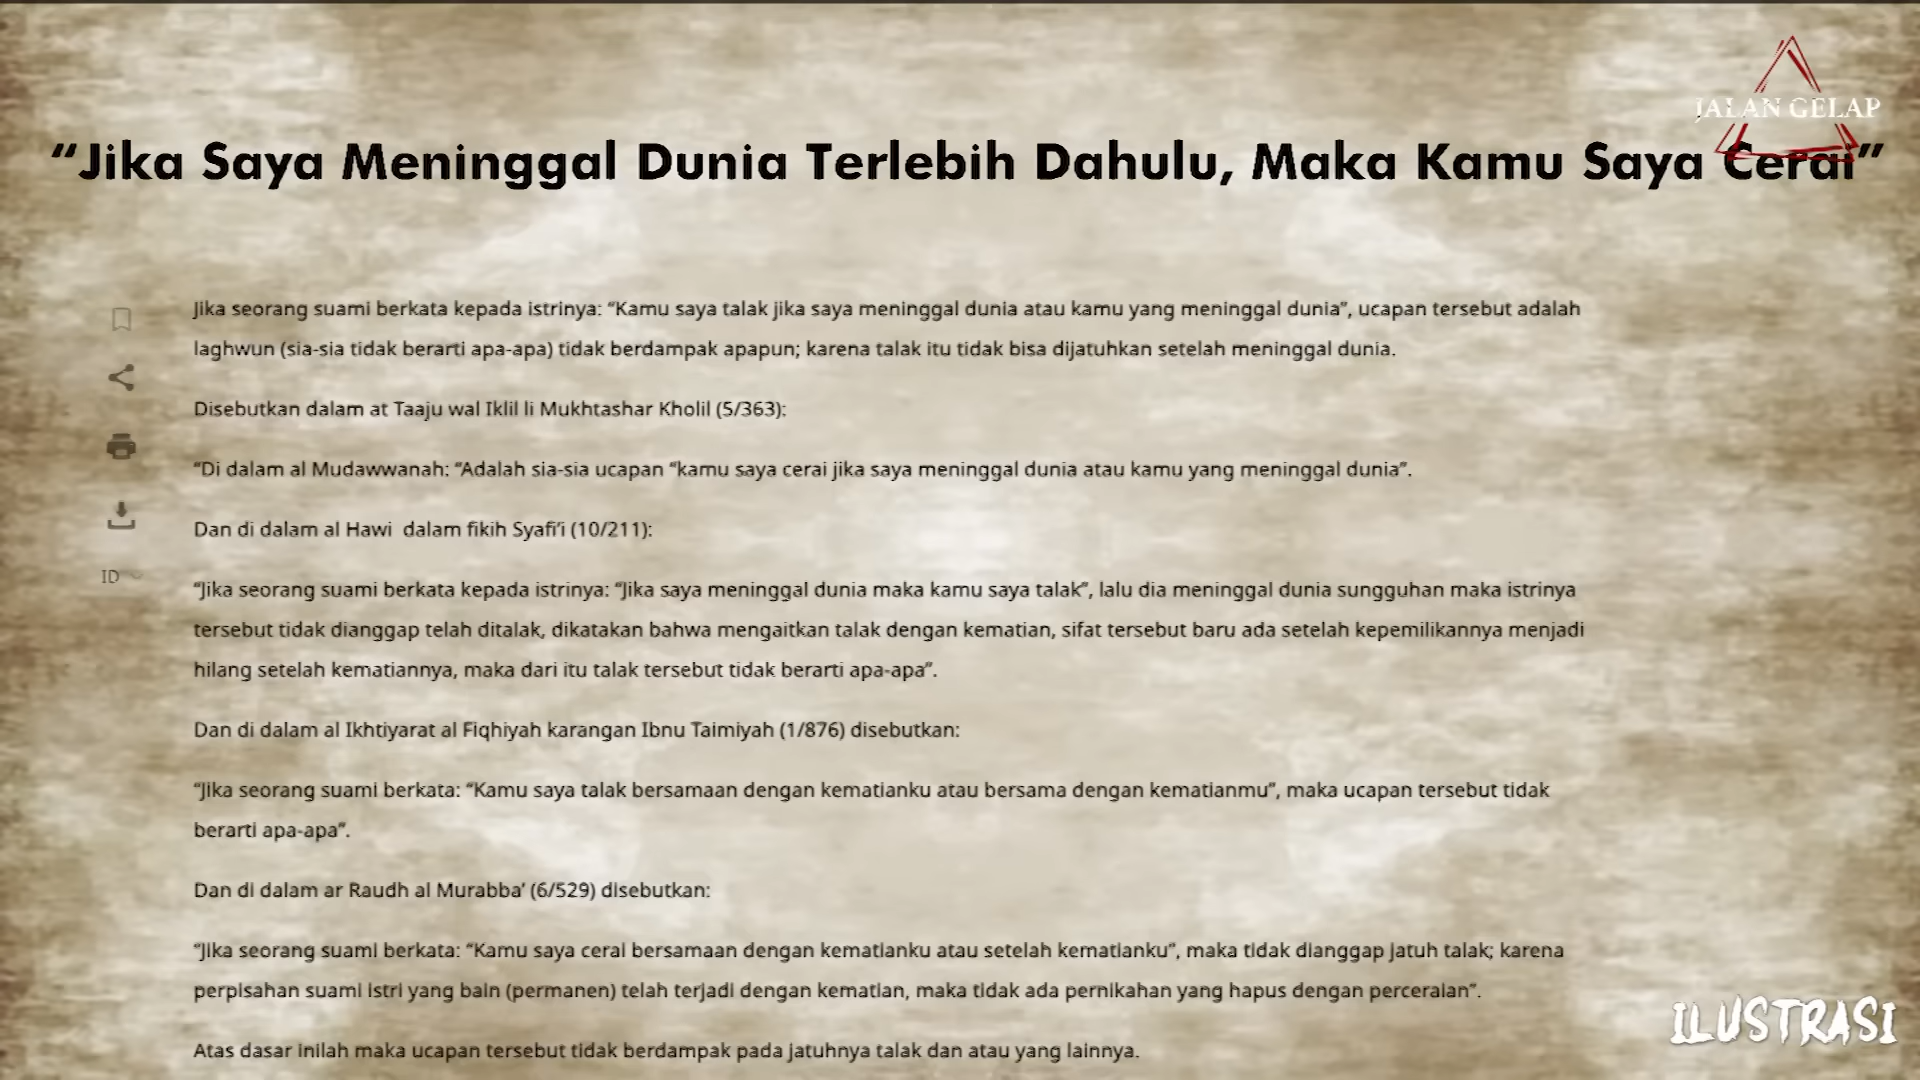 JALAN GELAP
“Jika Saya Meninggal Dunia Terlebih Dahulu, Maka Kamu Saya Cerai”
Jika seorang suami berkata kepada istrinya: “Kamu saya talak jika saya meninggal dunia atau kamu yang meninggal dunia”, ucapan tersebut adalah
laghwun (sia-sia tidak berarti apa-apa) tidak berdampak apapun; karena talak itu tidak bisa dijatuhkan setelah meninggal dunia.
Disebutkan dalam at Taaju wal Iklil li Mukhtashar Kholil (5/363):
“Di dalam al Mudawwanah: “Adalah sia-sia ucapan “kamu saya cerai jika saya meninggal dunia atau kamu yang meninggal dunia”.
Dan di dalam al Hawi dalam fikih Syafi’i (10/211):
ID
“Jika seorang suami berkata kepada istrinya: “Jika saya meninggal dunia maka kamu saya talak”, lalu dia meninggal dunia sungguhan maka istrinya
tersebut tidak dianggap telah ditalak, dikatakan bahwa mengaitkan talak dengan kematian, sifat tersebut baru ada setelah kepemilikannya menjadi
hilang setelah kematiannya, maka dari itu talak tersebut tidak berarti apa-apa”.
Dan di dalam al Ikhtiyarat al Fiqhiyah karangan Ibnu Taimiyah (1/876) disebutkan:
“Jika seorang suami berkata: “Kamu saya talak bersamaan dengan kematianku atau bersama dengan kematianmu”, maka ucapan tersebut tidak
berarti apa-apa”.
Dan di dalam ar Raudh al Murabba’ (6/529) disebutkan:
“Jika seorang suami berkata: “Kamu saya cerai bersamaan dengan kematianku atau setelah kematianku”, maka tidak dianggap jatuh talak; karena
perpisahan suami istri yang bain (permanen) telah terjadi dengan kematian, maka tidak ada pernikahan yang hapus dengan perceraian”.
Atas dasar inilah maka ucapan tersebut tidak berdampak pada jatuhnya talak dan atau yang lainnya.
ILUSTRASI